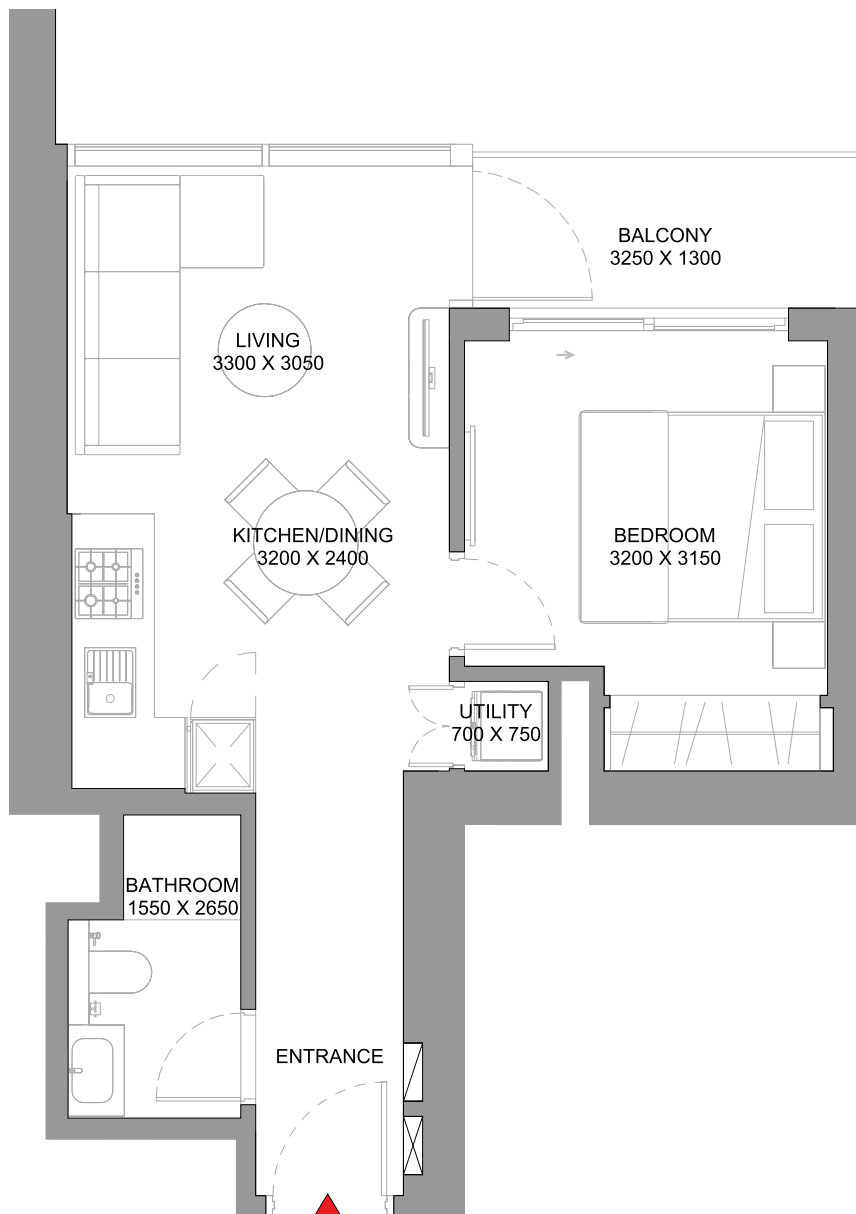 BALCONY
3250 X 1300
LIVING
3300 X 3050
KITCHEN/DINING
3200 X 2400
BEDROOM
3200 X 3150
UTILITY
700 X 750
BATHROOM
1550 X 2650
ENTRANCE